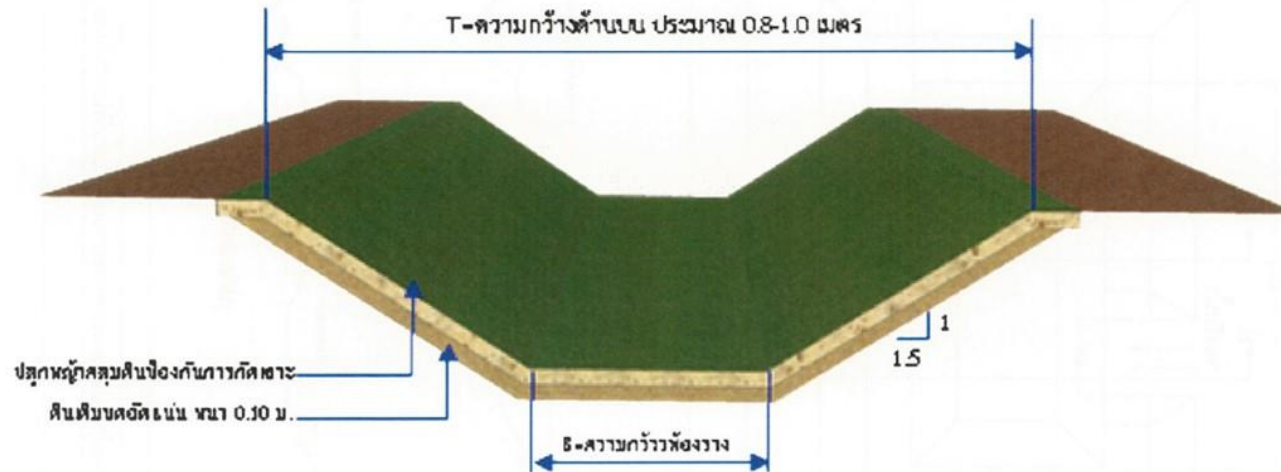 T=ความกว้างด้านบน ประมาณ 0.8-1.0 เมตร
1
1.5
ปลูกหญ้าคลุมดินป้องกันการกัดเซาะ
ดินเดิมบดอัดแน่น หนา 0.10 ม.
B=ความกว้างท้องราง